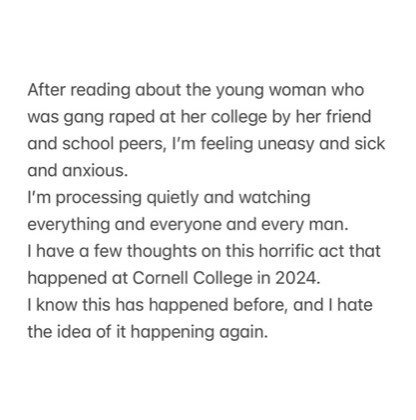 After reading about the young woman who
was gang raped at her college by her friend
and school peers, I'm feeling uneasy and sick
and anxious.
I'm processing quietly and watching
everything and everyone and every man.
I have a few thoughts on this horrific act that
happened at Cornell College in 2024.
I know this has happened before, and I hate
the idea of it happening again.